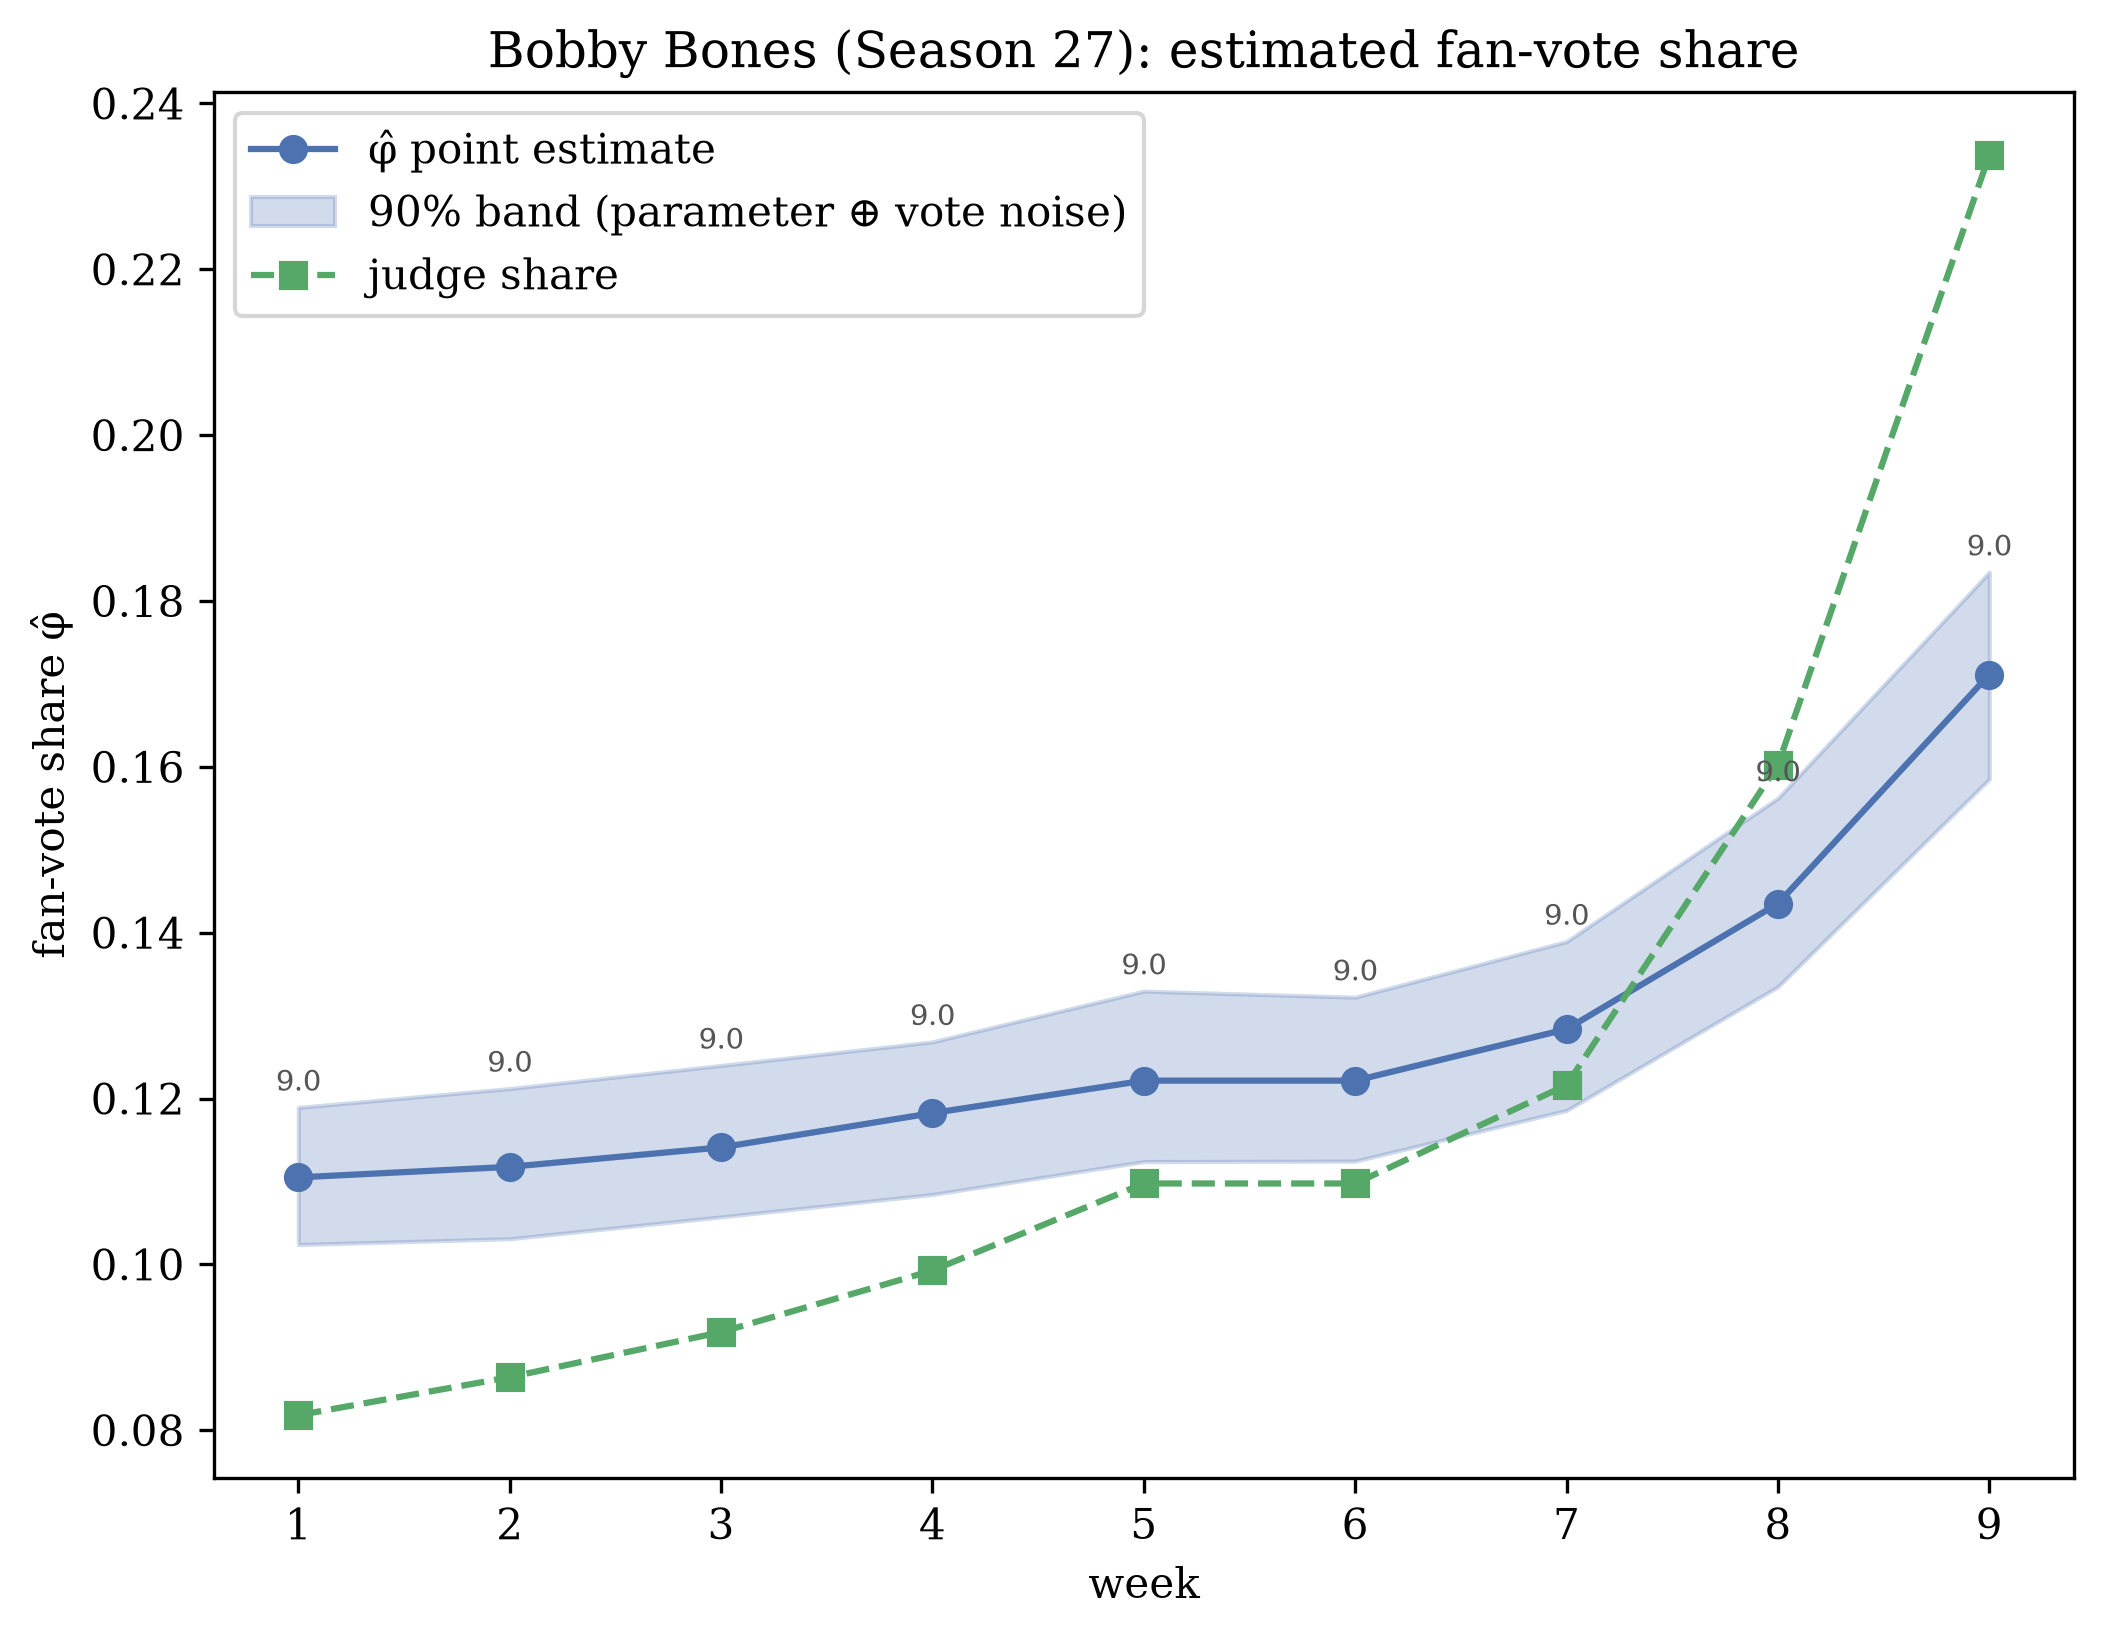 Bobby Bones (Season 27): estimated fan-vote share
φ̂ point estimate
90% band (parameter ⊕ vote noise)
judge share
fan-vote share φ̂
0.24
0.22
0.20
0.18
0.16
0.14
0.12
0.10
0.08
9.0
9.0
9.0
9.0
9.0
9.0
9.0
9.0
9.0
1 2 3 4 5 6 7 8 9
week